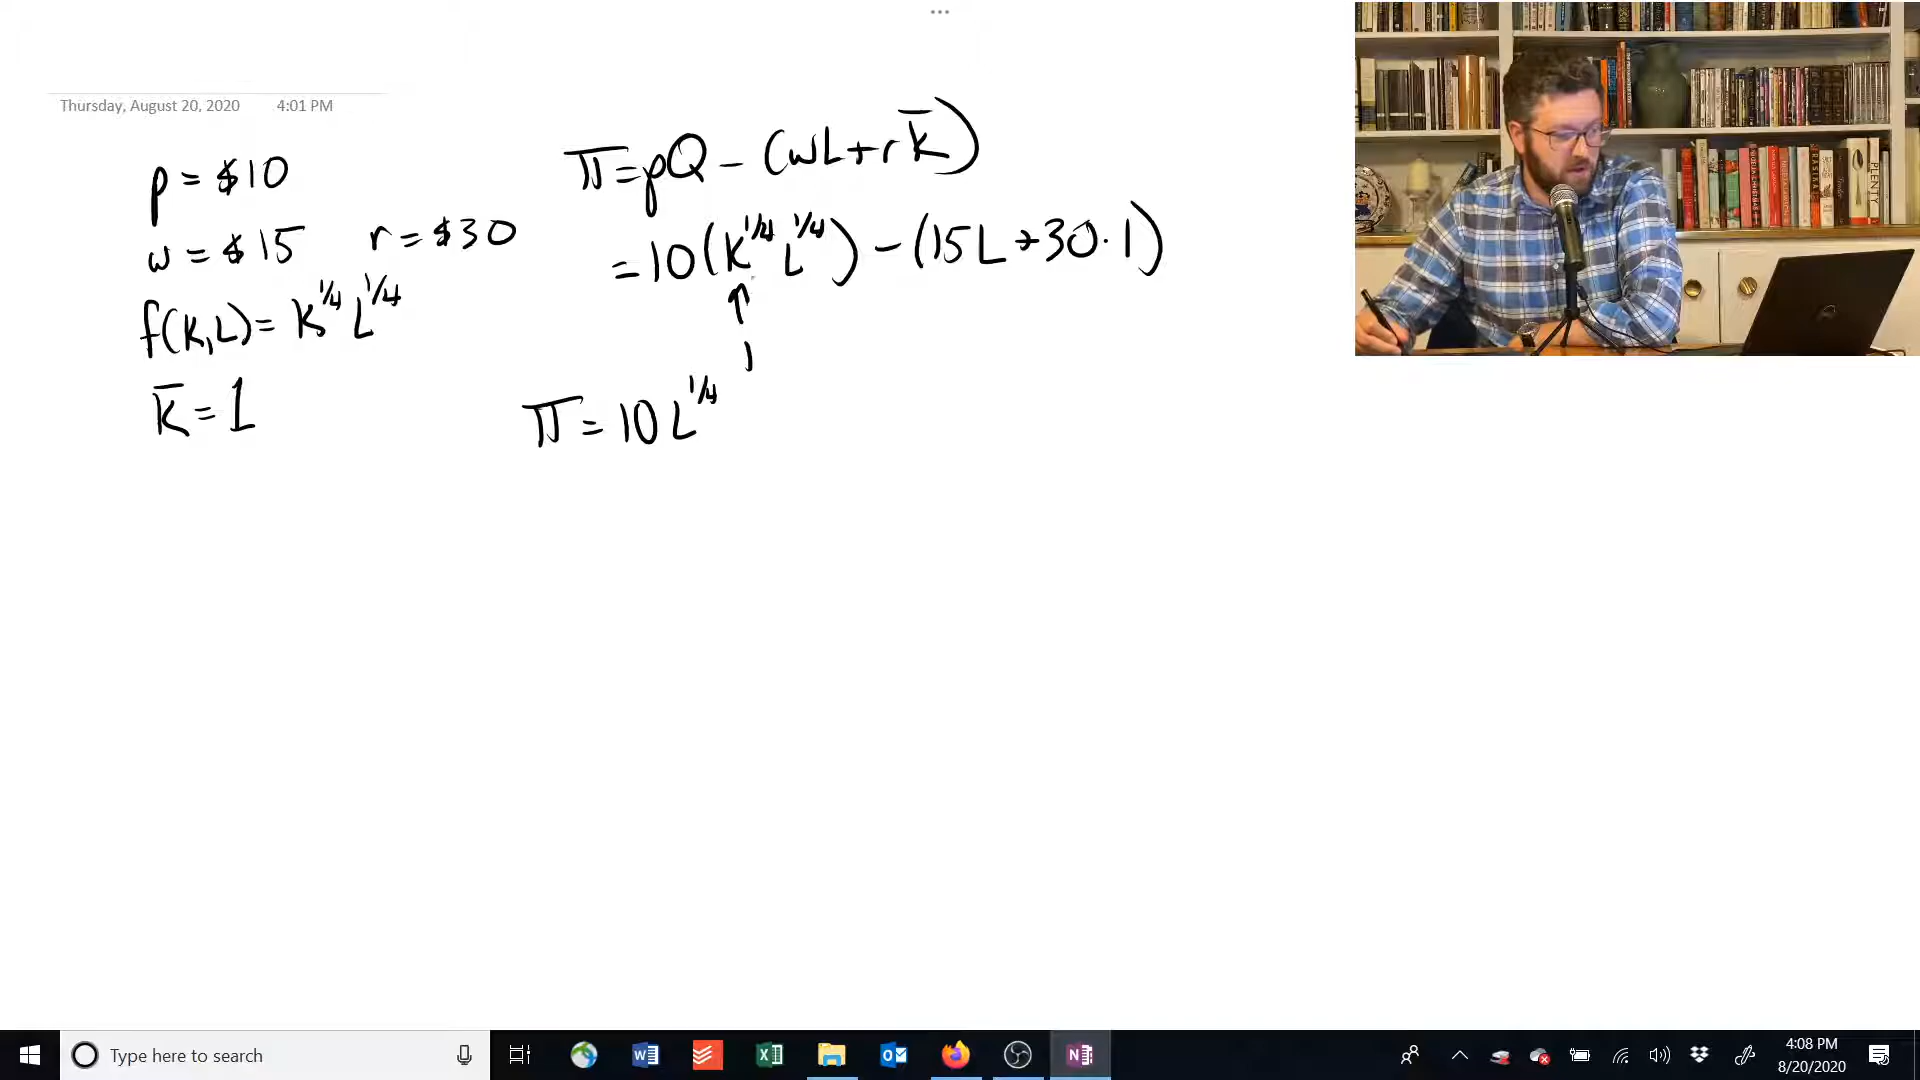 Thursday, August 20, 2020 4:01 PM
p = $10
w = $15 r = $30
f(K,L) = K^1/4 L^1/4
K̄ = 1
π = pQ - (wL + rK̄)
= 10(K^1/4 L^1/4) - (15L + 30·1)
1
π = 10L^1/4
PLENTY
Type here to search
4:08 PM
8/20/2020